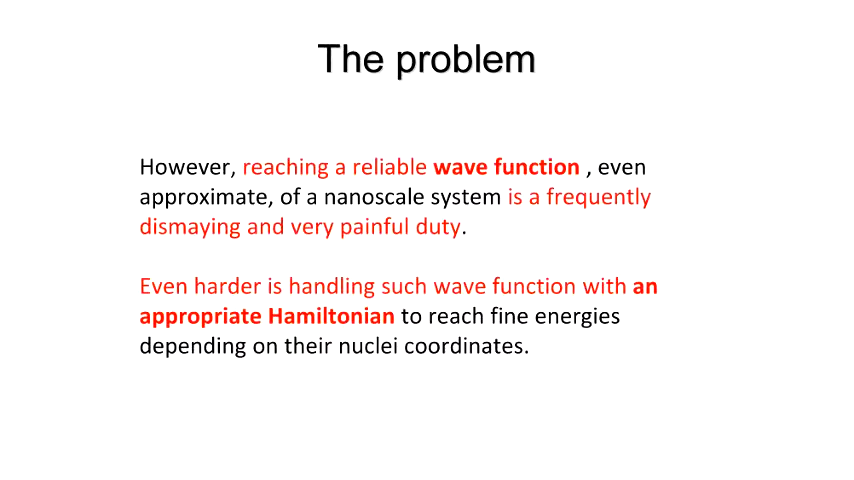 The problem
However, reaching a reliable wave function , even
approximate, of a nanoscale system is a frequently
dismaying and very painful duty.
Even harder is handling such wave function with an
appropriate Hamiltonian to reach fine energies
depending on their nuclei coordinates.